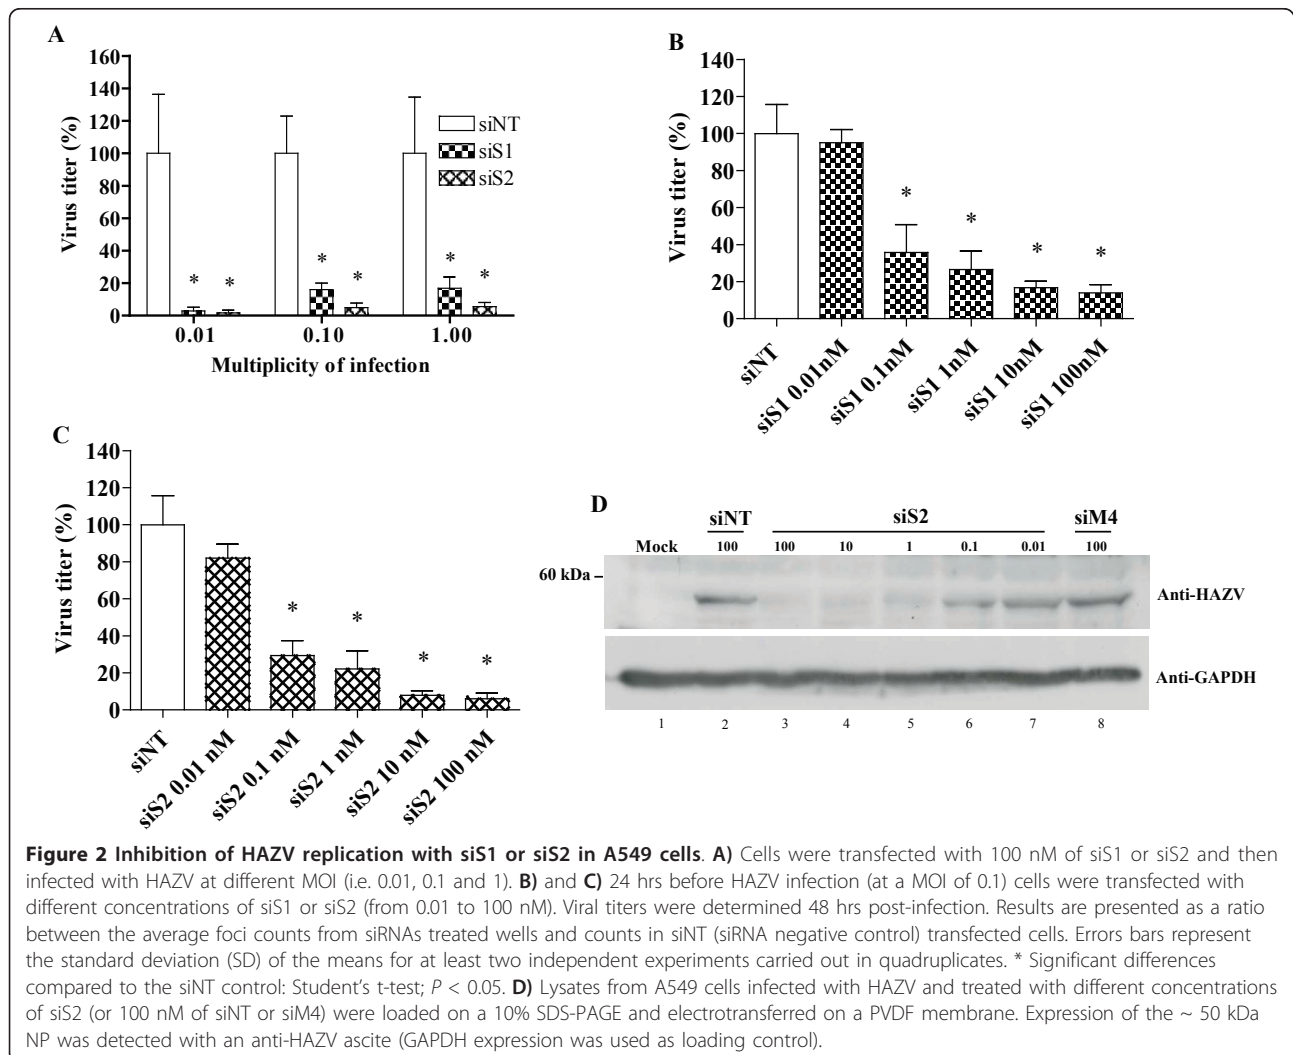 A
160
140
120
100
80
60
40
20
0
Virus titer (%)
siNT
siS1
siS2
* * * * * *
0.01 0.10 1.00
Multiplicity of infection
B
140
120
100
80
60
40
20
0
Virus titer (%)
* * * *
siNT
siS1 0.01nM
siS1 0.1nM
siS1 1nM
siS1 10nM
siS1 100nM
C
140
120
100
80
60
40
20
0
Virus titer (%)
* * * *
siNT
siS2 0.01 nM
siS2 0.1 nM
siS2 1 nM
siS2 10 nM
siS2 100 nM
D
siNT siS2 siM4
Mock 100 100 10 1 0.1 0.01 100
60 kDa
Anti-HAZV
Anti-GAPDH
1 2 3 4 5 6 7 8
Figure 2 Inhibition of HAZV replication with siS1 or siS2 in A549 cells. A) Cells were transfected with 100 nM of siS1 or siS2 and then
infected with HAZV at different MOI (i.e. 0.01, 0.1 and 1). B) and C) 24 hrs before HAZV infection (at a MOI of 0.1) cells were transfected with
different concentrations of siS1 or siS2 (from 0.01 to 100 nM). Viral titers were determined 48 hrs post-infection. Results are presented as a ratio
between the average foci counts from siRNAs treated wells and counts in siNT (siRNA negative control) transfected cells. Errors bars represent
the standard deviation (SD) of the means for at least two independent experiments carried out in quadruplicates. * Significant differences
compared to the siNT control: Student's t-test; P < 0.05. D) Lysates from A549 cells infected with HAZV and treated with different concentrations
of siS2 (or 100 nM of siNT or siM4) were loaded on a 10% SDS-PAGE and electrotransferred on a PVDF membrane. Expression of the ~ 50 kDa
NP was detected with an anti-HAZV ascite (GAPDH expression was used as loading control).